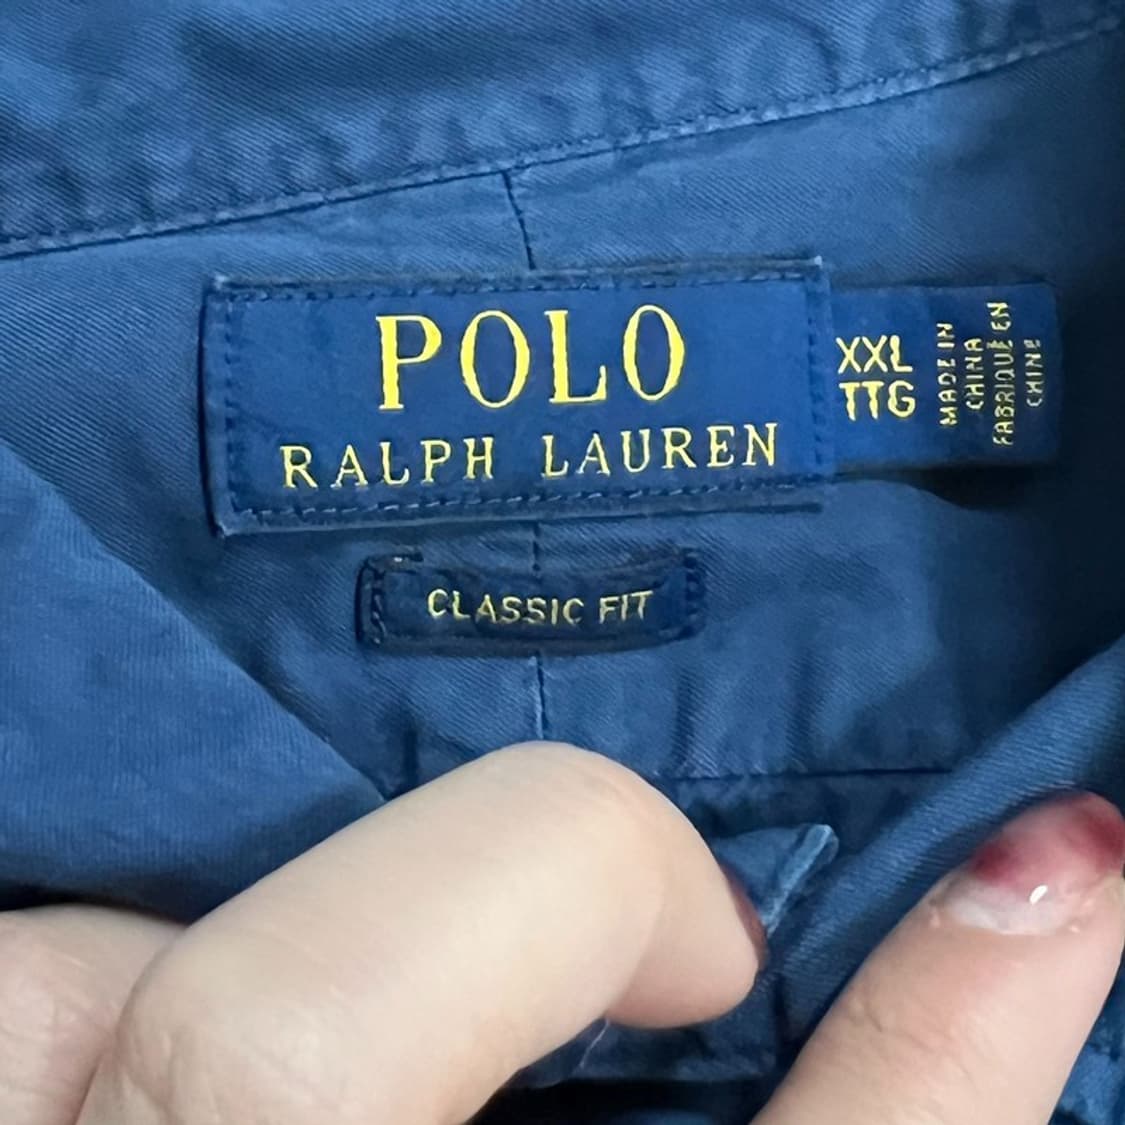 POLO
RALPH LAUREN
XXL
TTG
MADE IN
CHINA
FABRIQUÉ EN
CHINE
CLASSIC FIT